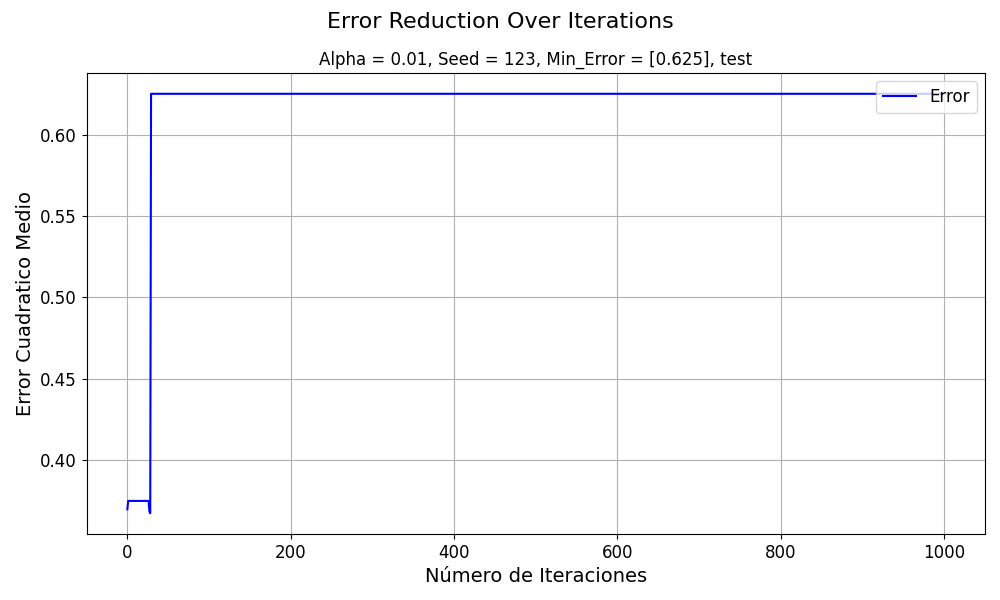 Error Reduction Over Iterations
Alpha = 0.01, Seed = 123, Min_Error = [0.625], test
Error
Error Cuadratico Medio
0.60
0.55
0.50
0.45
0.40
0 200 400 600 800 1000
Número de Iteraciones